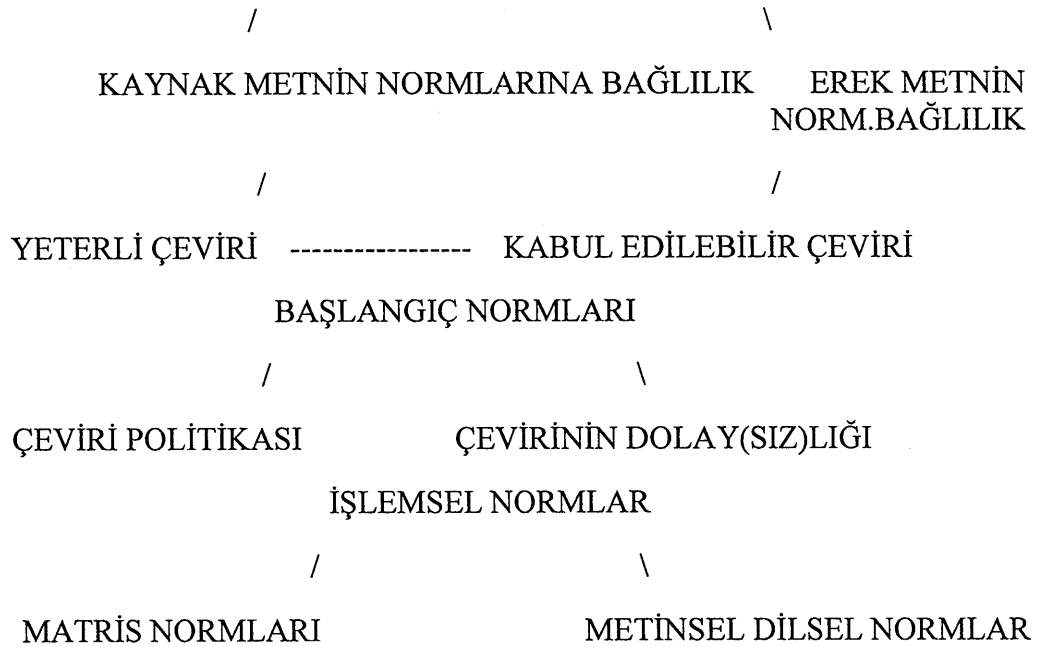 / \
KAYNAK METNİN NORMLARINA BAĞLILIK EREK METNİN
NORM.BAĞLILIK
/ /
YETERLİ ÇEVİRİ ----------------- KABUL EDİLEBİLİR ÇEVİRİ
BAŞLANGIÇ NORMLARI
/ \
ÇEVİRİ POLİTİKASI ÇEVİRİNİN DOLAY(SIZ)LIĞI
İŞLEMSEL NORMLAR
/ \
MATRİS NORMLARI METİNSEL DİLSEL NORMLAR